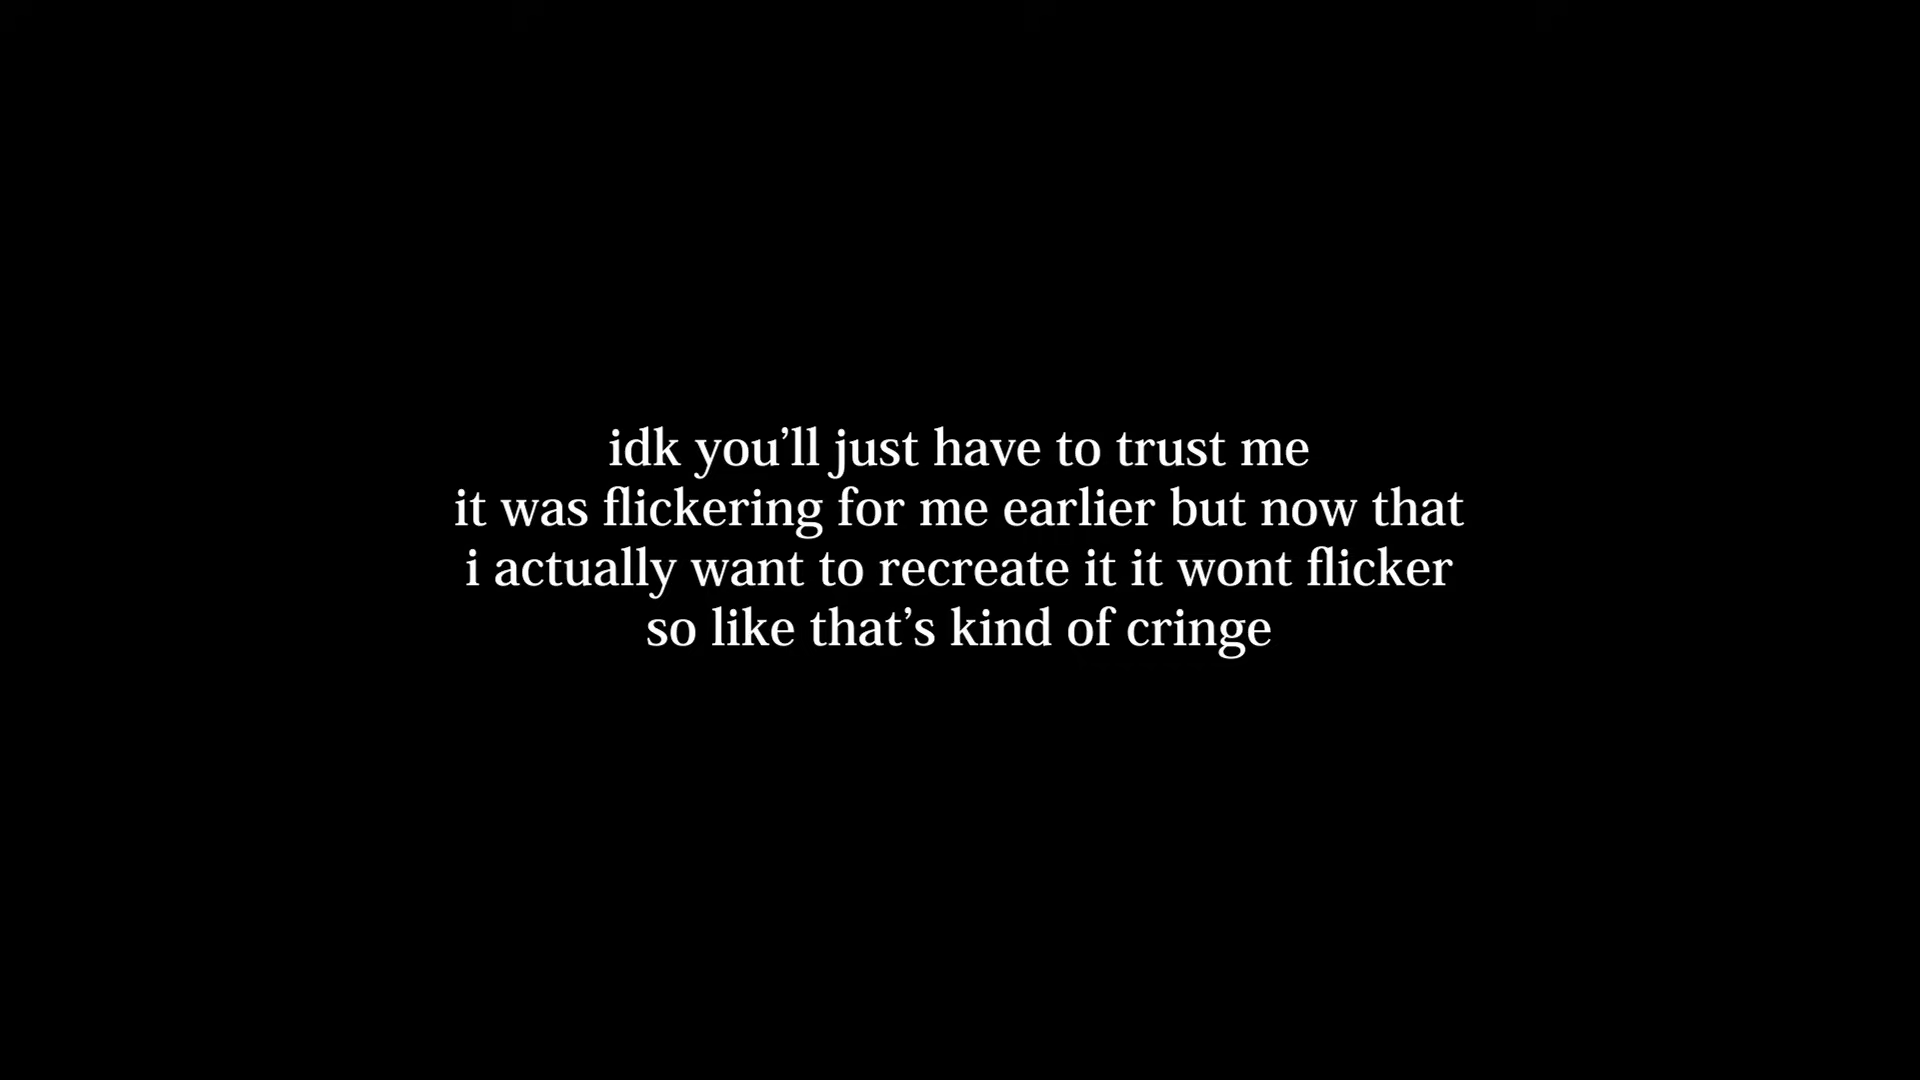 idk you’ll just have to trust me
it was flickering for me earlier but now that
i actually want to recreate it it wont flicker
so like that’s kind of cringe